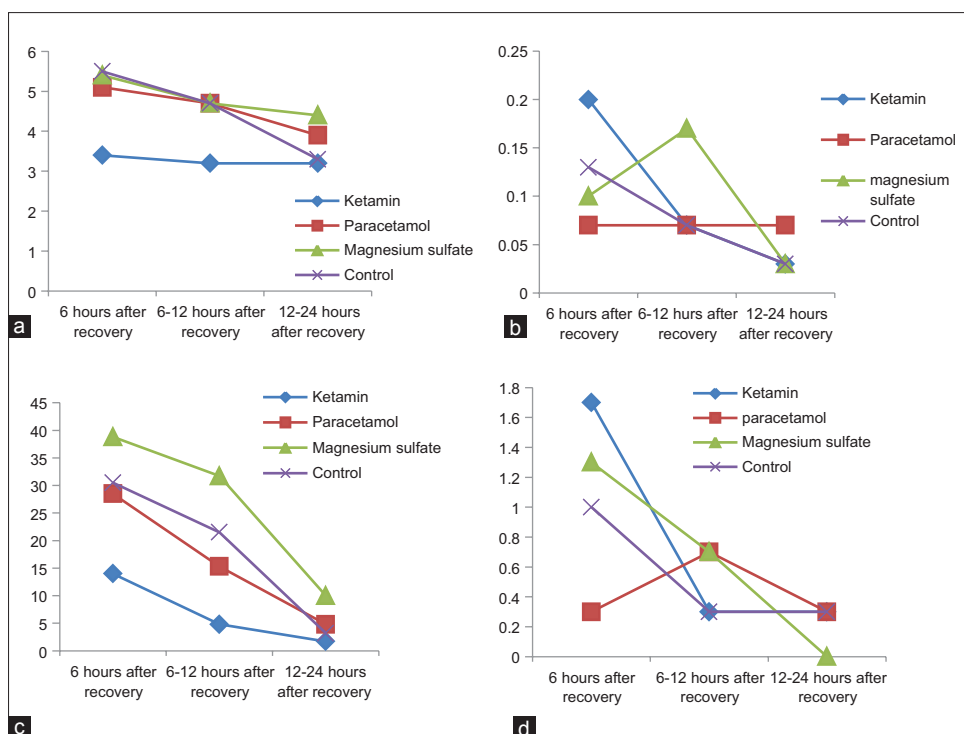 6
5
4
3
2
1
0
Ketamin
Paracetamol
Magnesium sulfate
Control
6 hours after
recovery
6-12 hours after
recovery
12-24 hours
after recovery
a
0.25
0.2
0.15
0.1
0.05
0
Ketamin
Paracetamol
magnesium
sulfate
Control
6 hours after
recovery
6-12 hurs after
recovery
12-24 hours
after recovery
b
45
40
35
30
25
20
15
10
5
0
Ketamin
Paracetamol
Magnesium sulfate
Control
6 hours after
recovery
6-12 hours after
recovery
12-24 hours
after recovery
c
1.8
1.6
1.4
1.2
1
0.8
0.6
0.4
0.2
0
Ketamin
paracetamol
Magnesium sulfate
Control
6 hours after
recovery
6-12 hours after
recovery
12-24 hours after
recovery
d